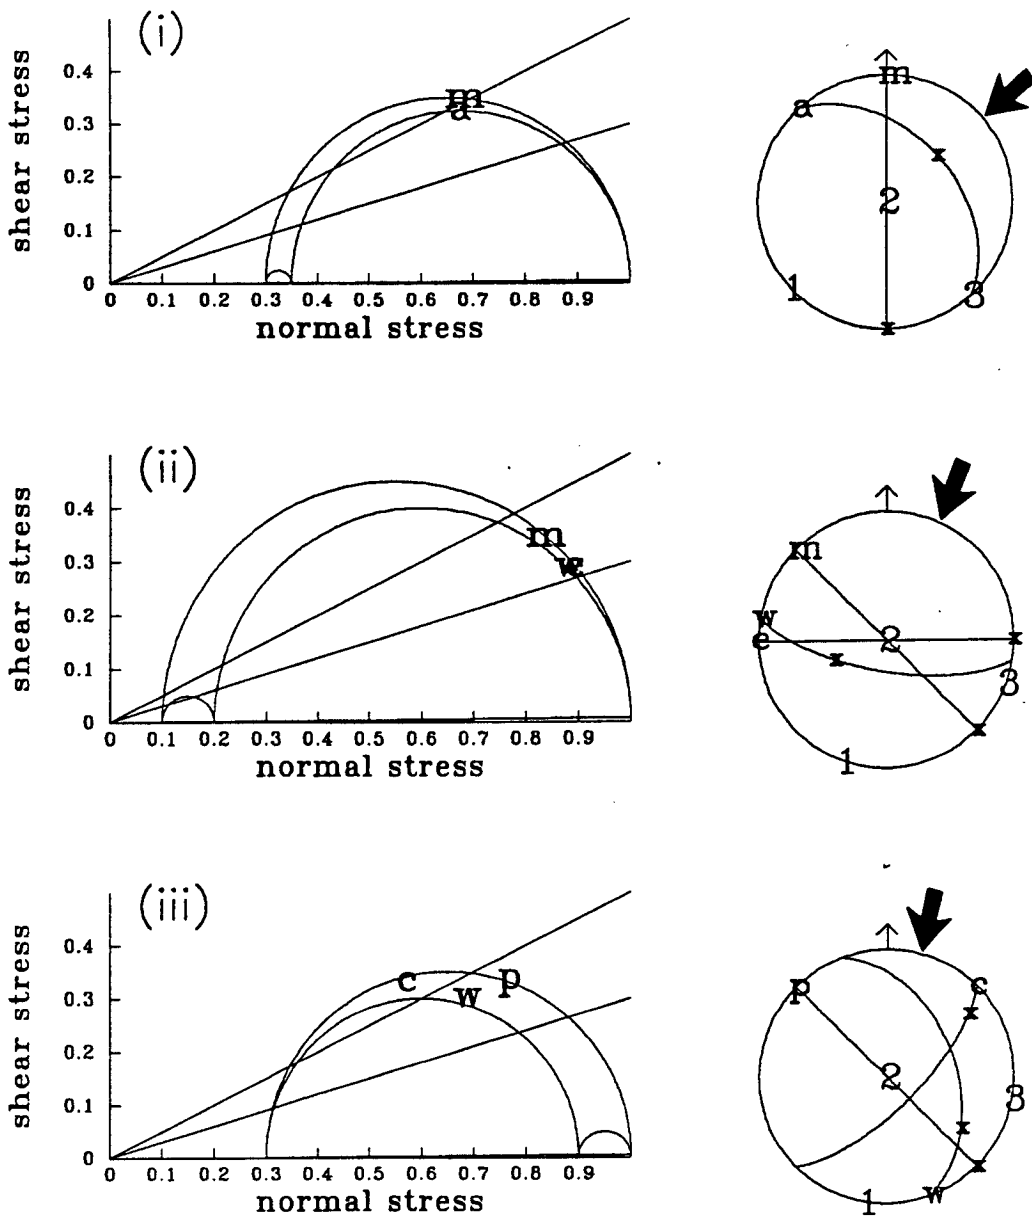 (i)
shear stress
0.4
0.3
0.2
0.1
0
m
a
0 0.1 0.2 0.3 0.4 0.5 0.6 0.7 0.8 0.9
normal stress
m
a
x
2
1
3
x
(ii)
shear stress
0.4
0.3
0.2
0.1
0
m
w e
0 0.1 0.2 0.3 0.4 0.5 0.6 0.7 0.8 0.9
normal stress
m
w
e 2 x
x
3
x
1
(iii)
shear stress
0.4
0.3
0.2
0.1
0
c p
w
0 0.1 0.2 0.3 0.4 0.5 0.6 0.7 0.8 0.9
normal stress
p c
x
2
3
x
x
1 w